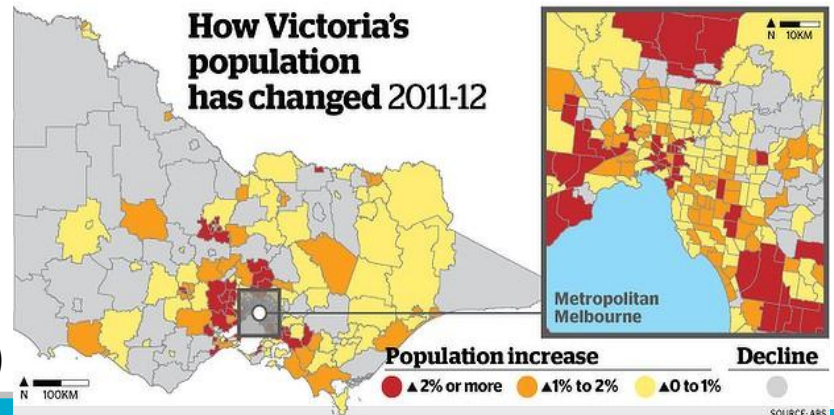 How Victoria's
population
has changed 2011-12
N 10KM
Metropolitan
Melbourne
Population increase Decline
▲2% or more ▲1% to 2% ▲0 to 1%
N 100KM
SOURCE: ABS